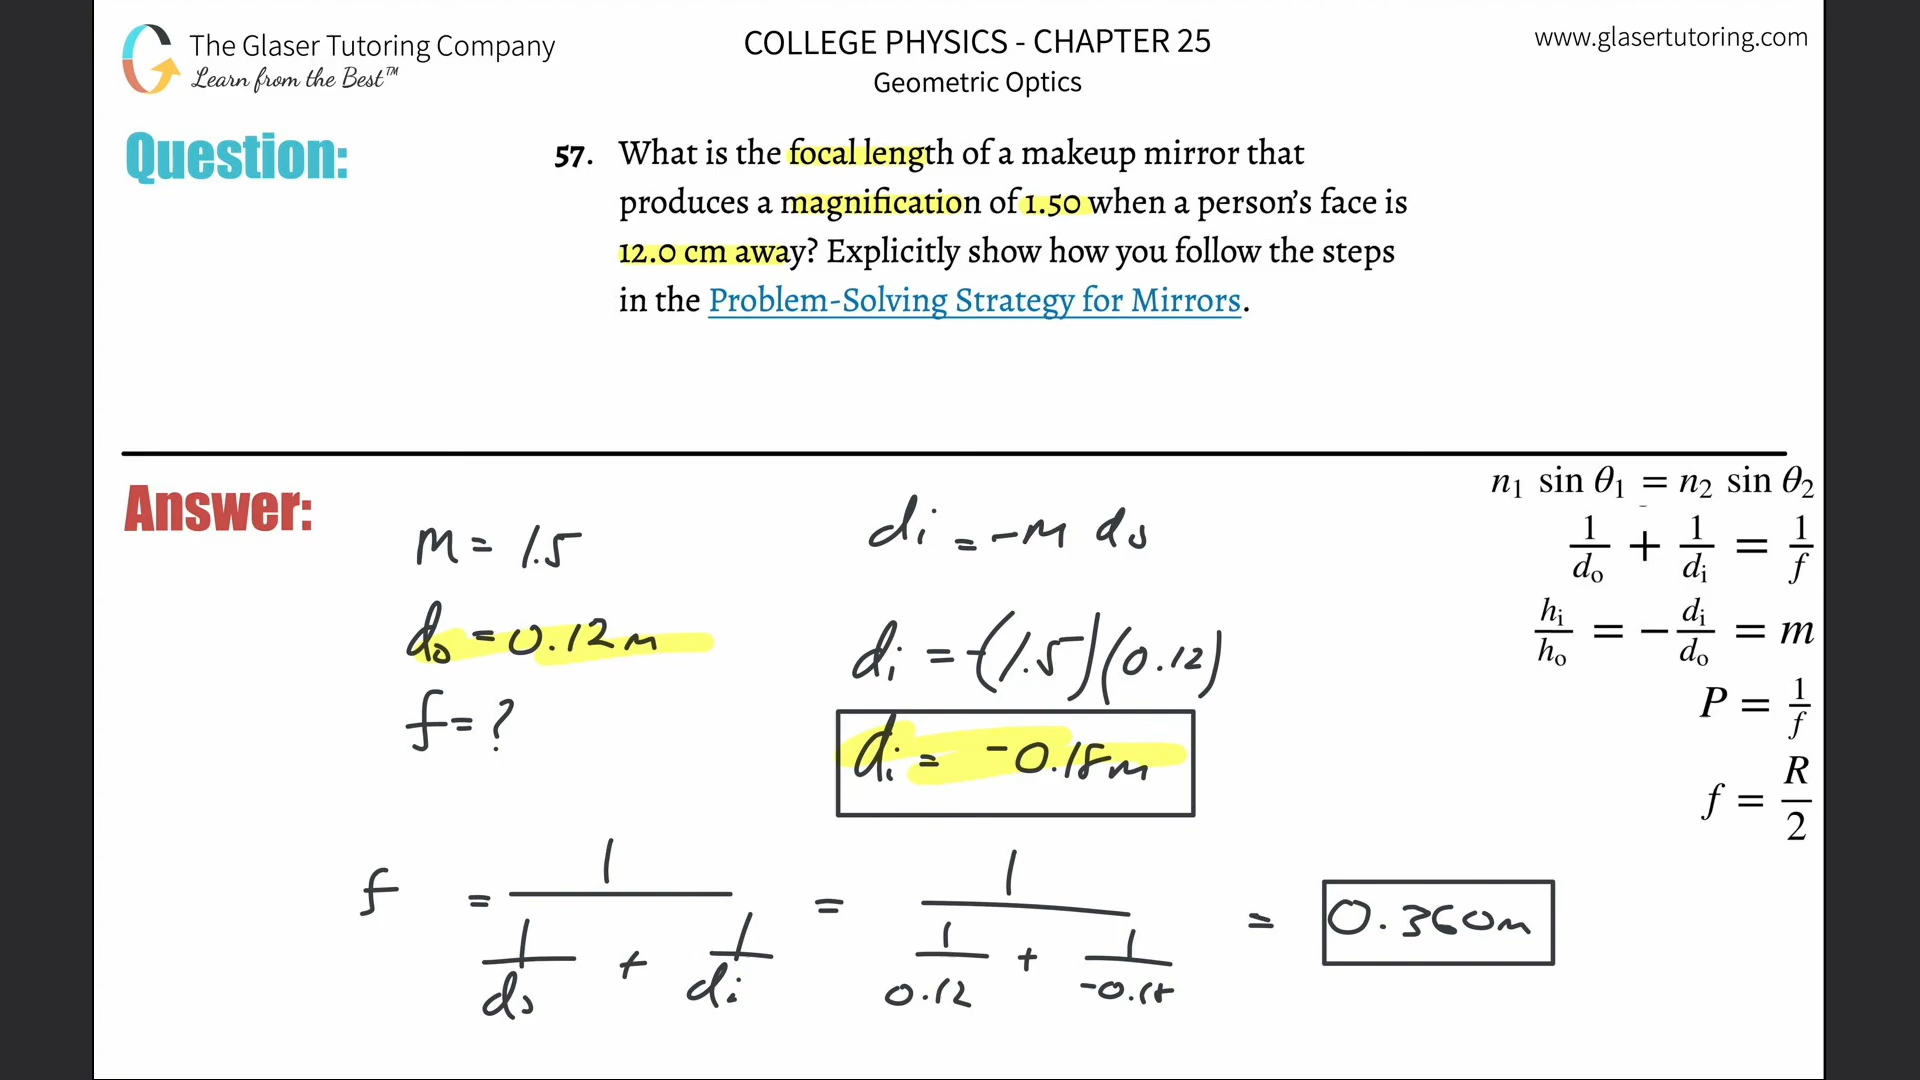 The Glaser Tutoring Company
Learn from the Best™
COLLEGE PHYSICS - CHAPTER 25
Geometric Optics
www.glasertutoring.com
Question:
57. What is the focal length of a makeup mirror that
produces a magnification of 1.50 when a person's face is
12.0 cm away? Explicitly show how you follow the steps
in the Problem-Solving Strategy for Mirrors.
Answer:
m = 1.5
do = 0.12m
f = ?
di = -m do
di = -(1.5)(0.12)
di = -0.18m
f = 1 / (1/do + 1/di) = 1 / (1/0.12 + 1/-0.18) = 0.360m
n₁ sin θ₁ = n₂ sin θ₂
1/dₒ + 1/dᵢ = 1/f
hᵢ/hₒ = −dᵢ/dₒ = m
P = 1/f
f = R/2